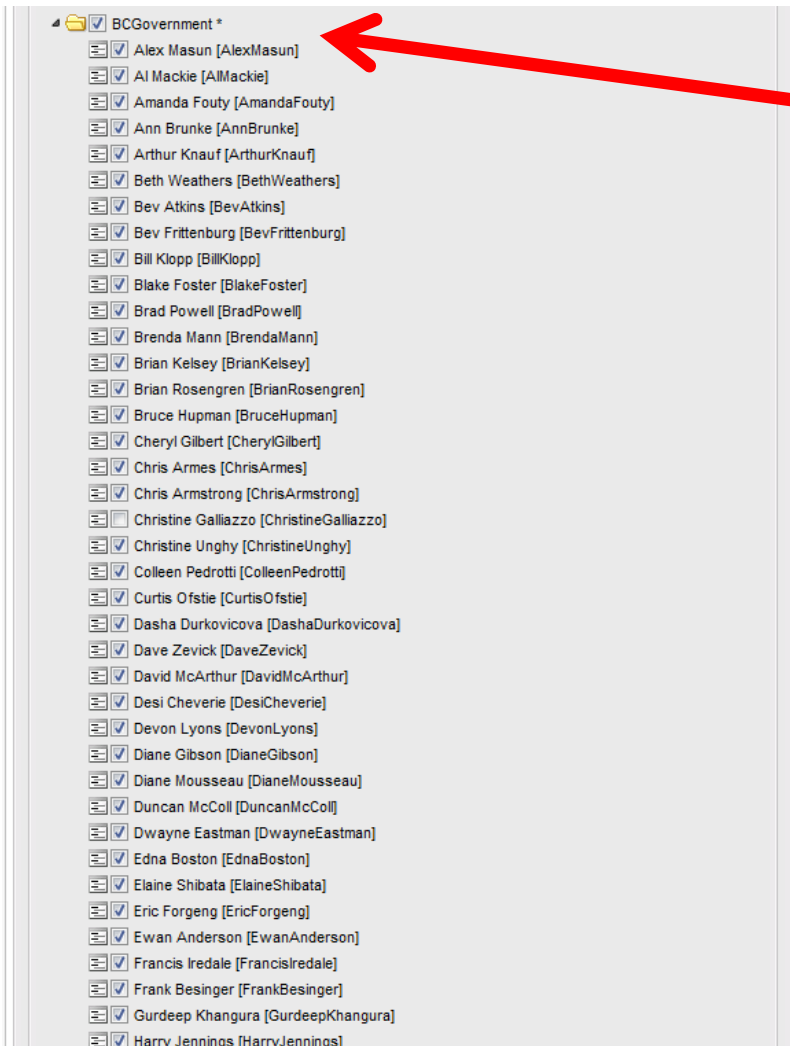 BCGovernment *
Alex Masun [AlexMasun]
Al Mackie [AlMackie]
Amanda Fouty [AmandaFouty]
Ann Brunke [AnnBrunke]
Arthur Knauf [ArthurKnauf]
Beth Weathers [BethWeathers]
Bev Atkins [BevAtkins]
Bev Frittenburg [BevFrittenburg]
Bill Klopp [BillKlopp]
Blake Foster [BlakeFoster]
Brad Powell [BradPowell]
Brenda Mann [BrendaMann]
Brian Kelsey [BrianKelsey]
Brian Rosengren [BrianRosengren]
Bruce Hupman [BruceHupman]
Cheryl Gilbert [CherylGilbert]
Chris Armes [ChrisArmes]
Chris Armstrong [ChrisArmstrong]
Christine Galliazzo [ChristineGalliazzo]
Christine Unghy [ChristineUnghy]
Colleen Pedrotti [ColleenPedrotti]
Curtis Ofstie [CurtisOfstie]
Dasha Durkovicova [DashaDurkovicova]
Dave Zevick [DaveZevick]
David McArthur [DavidMcArthur]
Desi Cheverie [DesiCheverie]
Devon Lyons [DevonLyons]
Diane Gibson [DianeGibson]
Diane Mousseau [DianeMousseau]
Duncan McColl [DuncanMcColl]
Dwayne Eastman [DwayneEastman]
Edna Boston [EdnaBoston]
Elaine Shibata [ElaineShibata]
Eric Forgeng [EricForgeng]
Ewan Anderson [EwanAnderson]
Francis Iredale [FrancisIredale]
Frank Besinger [FrankBesinger]
Gurdeep Khangura [GurdeepKhangura]
Harry Jennings [HarryJennings]